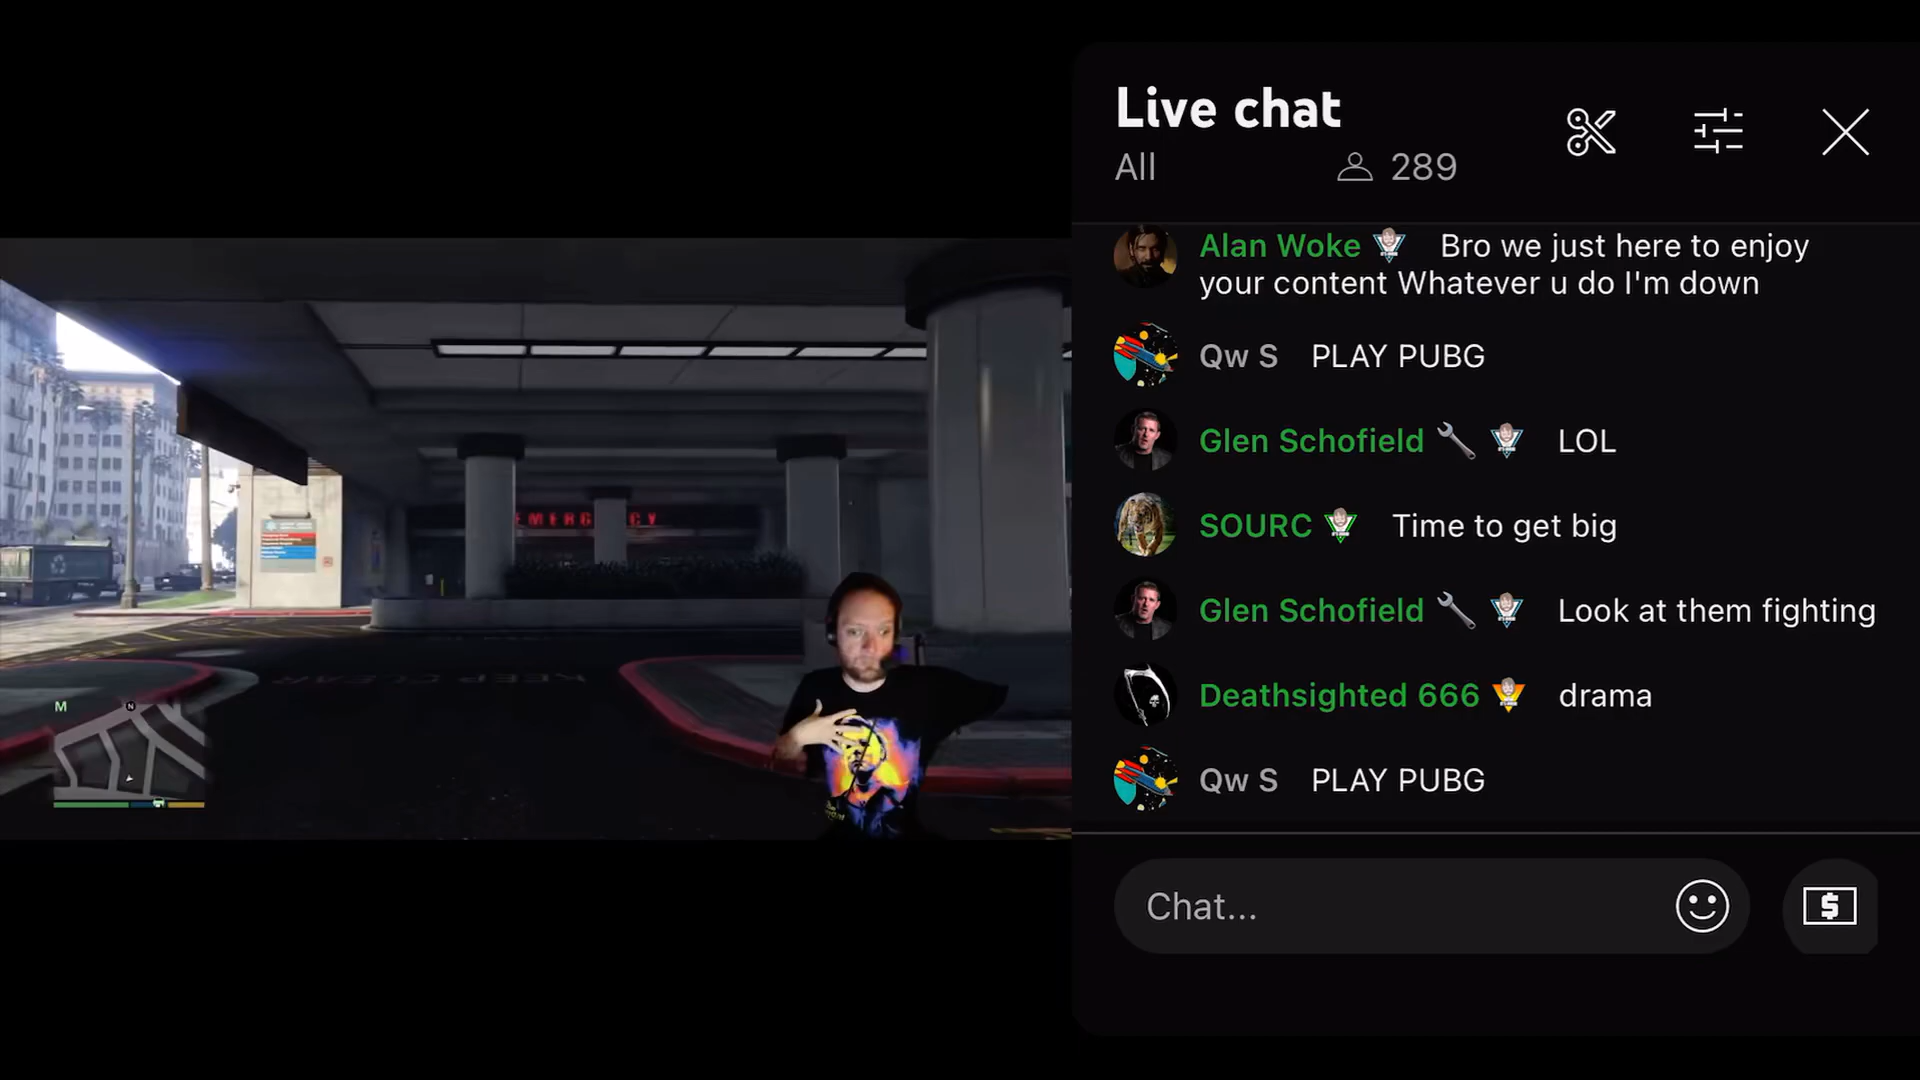 Live chat
All 289
Alan Woke Bro we just here to enjoy
your content Whatever u do I'm down
Qw S PLAY PUBG
Glen Schofield LOL
SOURC Time to get big
Glen Schofield Look at them fighting
Deathsighted 666 drama
Qw S PLAY PUBG
Chat...
KEEP CLEAR
M
N